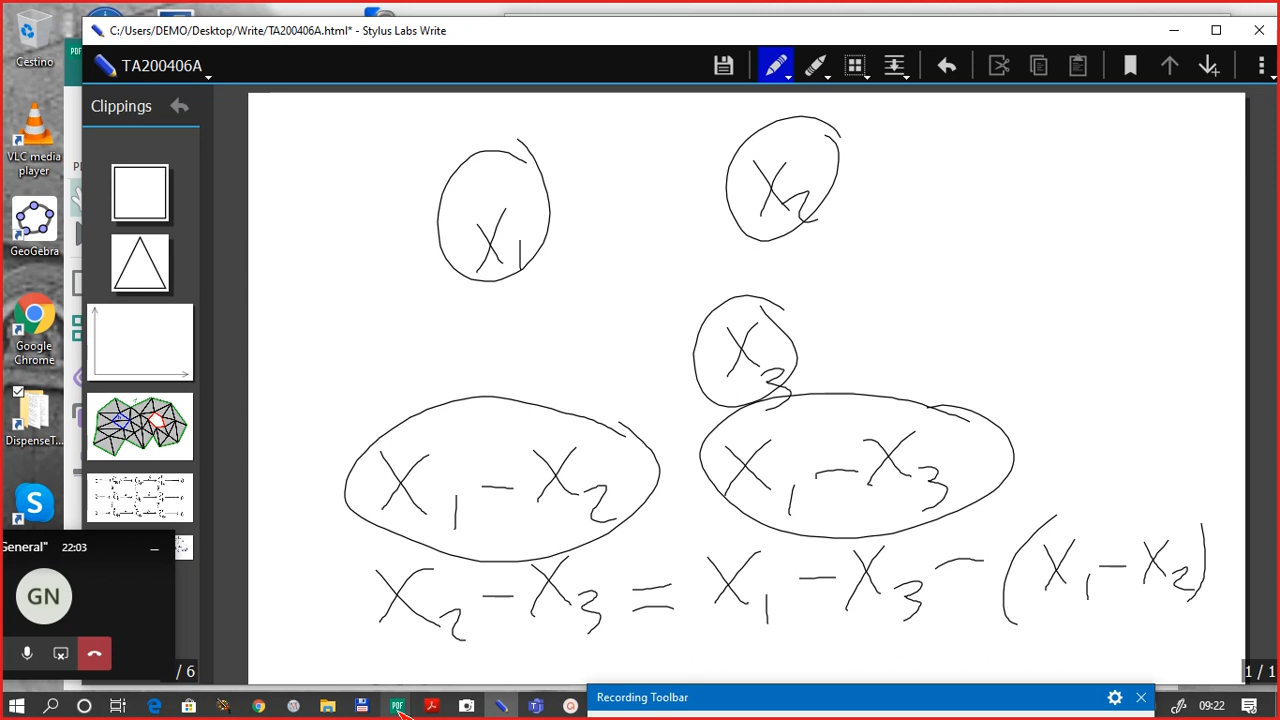 Cestino
C:/Users/DEMO/Desktop/Write/TA200406A.html* - Stylus Labs Write
TA200406A
Clippings
VLC media
player
GeoGebra
Google
Chrome
DispenseT...
S
General" 22:03
GN
/ 6
X1
X2
X3
X1 - X2
X1 - X3
X2 - X3 = X1 - X3 - (X1 - X2)
1 / 1
Recording Toolbar
PDF
09:22